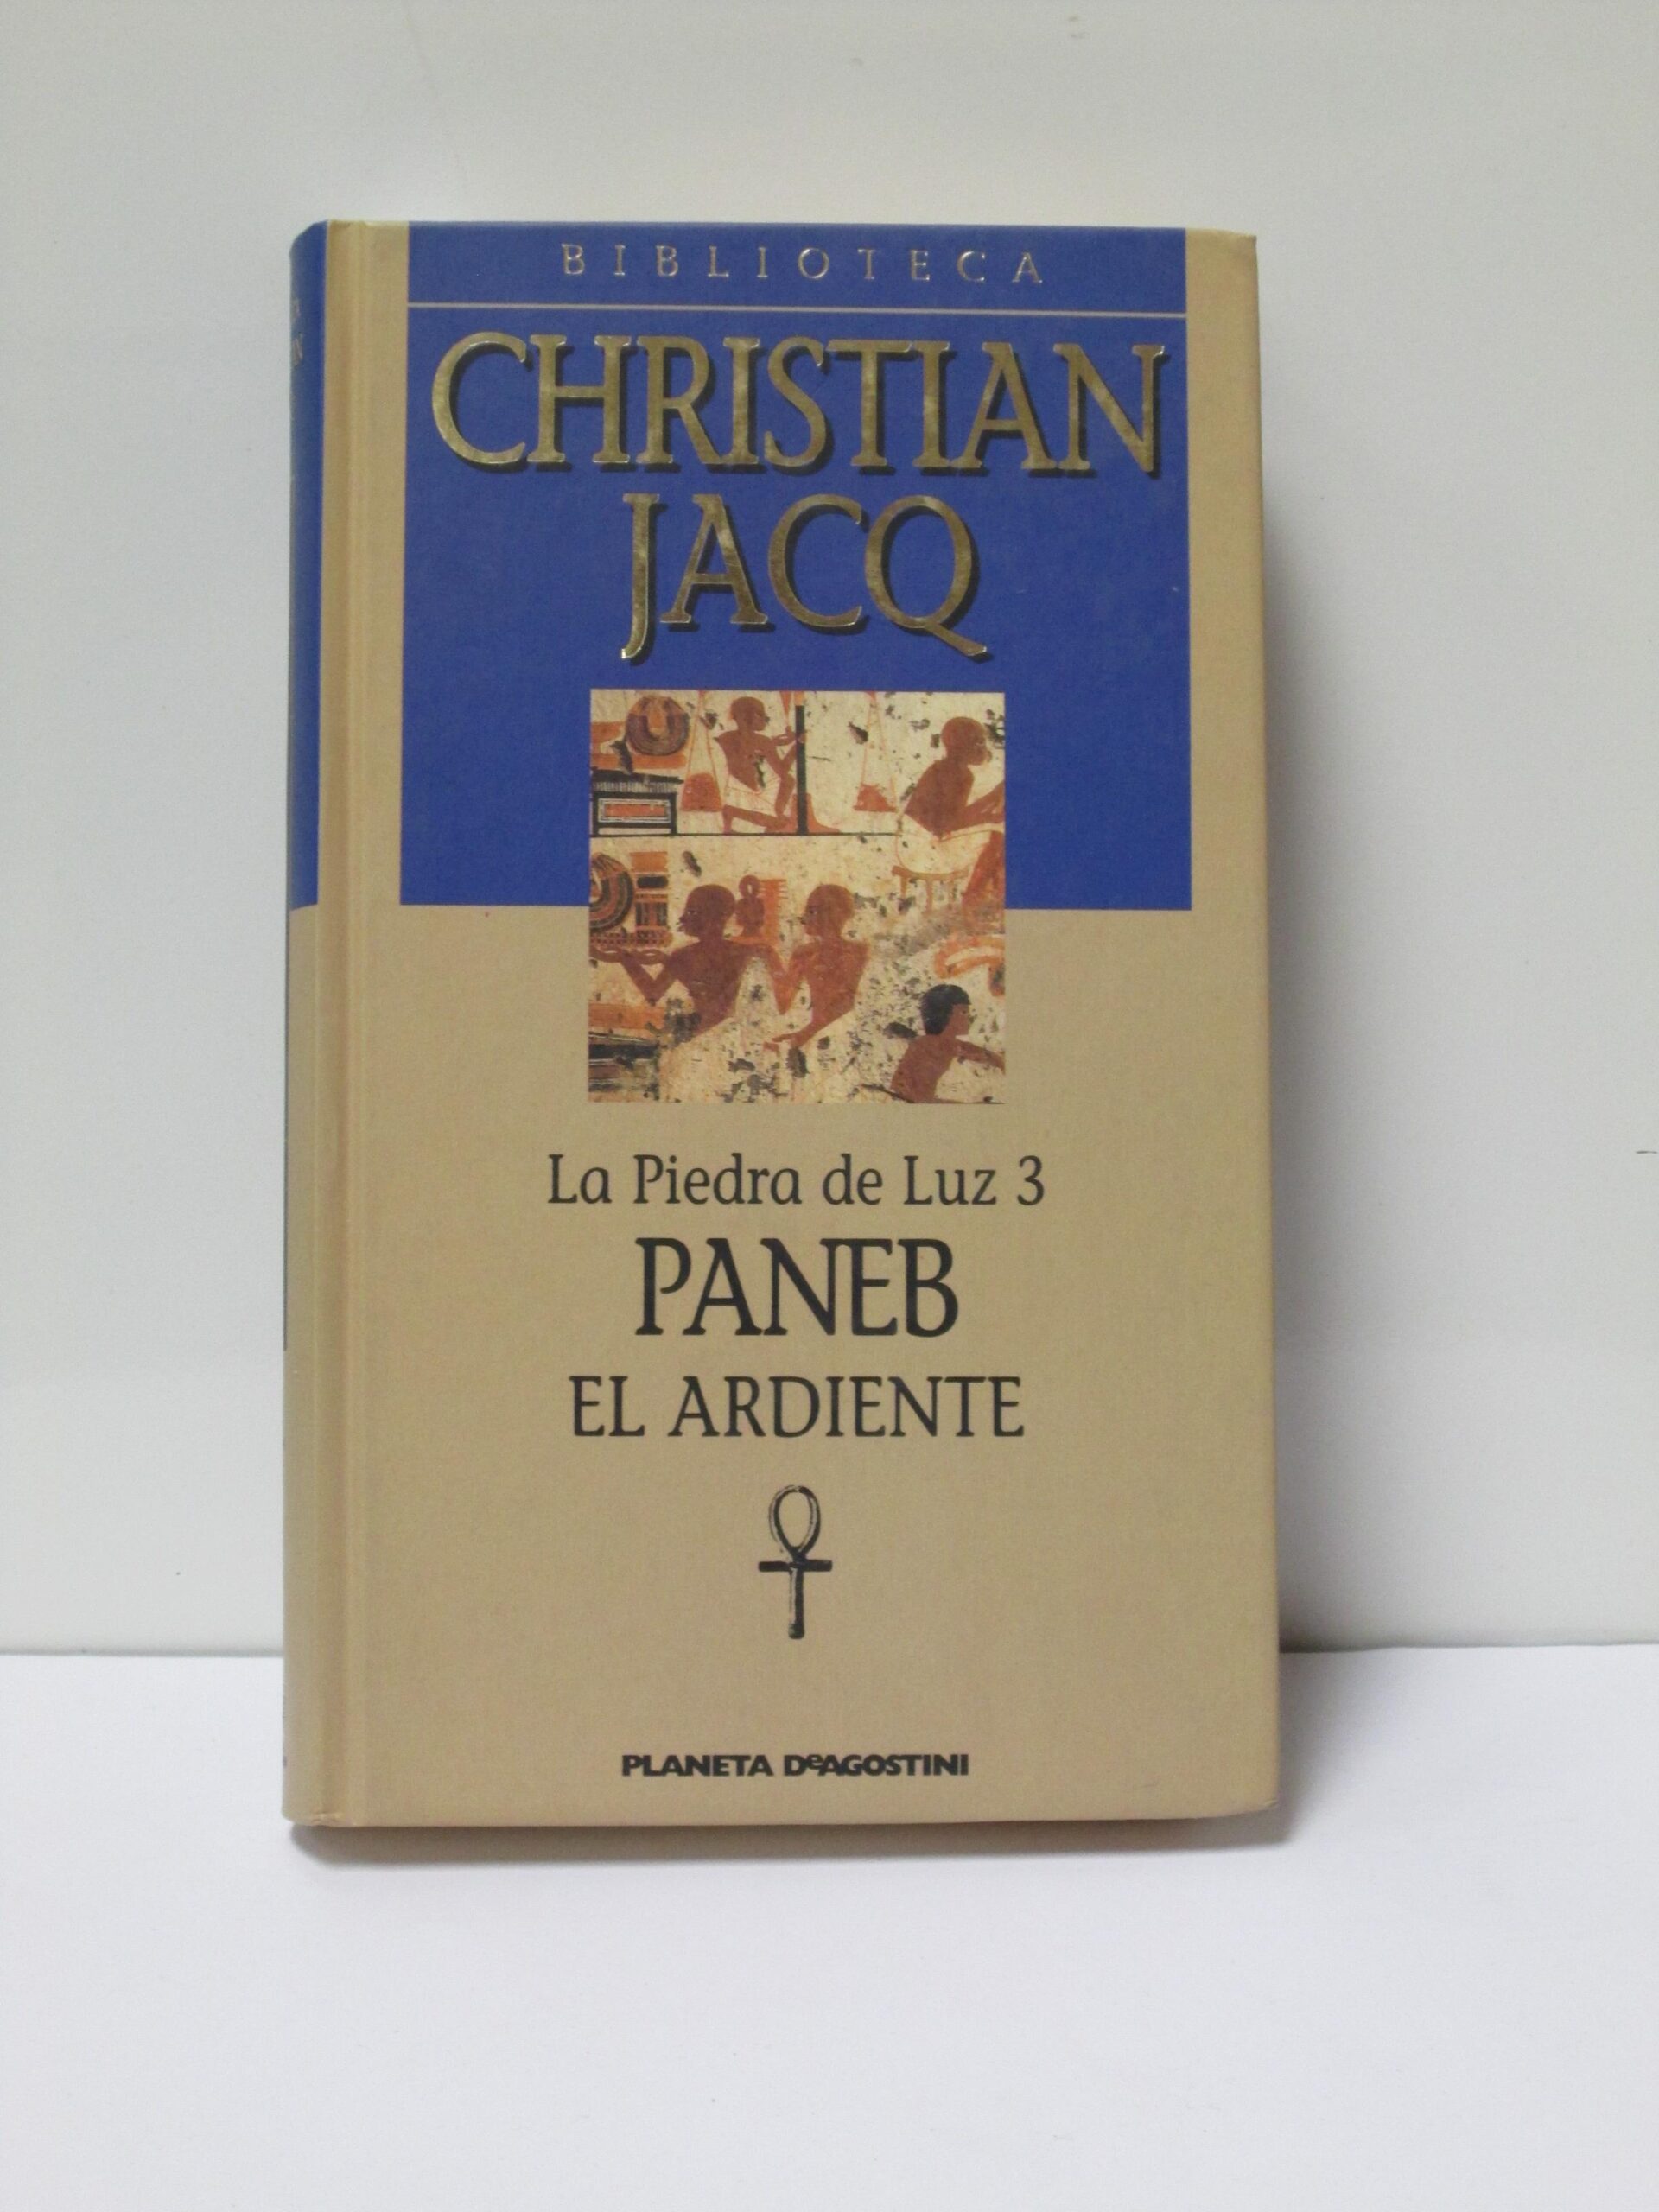 BIBLIOTECA
CHRISTIAN
JACQ
La Piedra de Luz 3
PANEB
EL ARDIENTE
PLANETA DeAGOSTINI